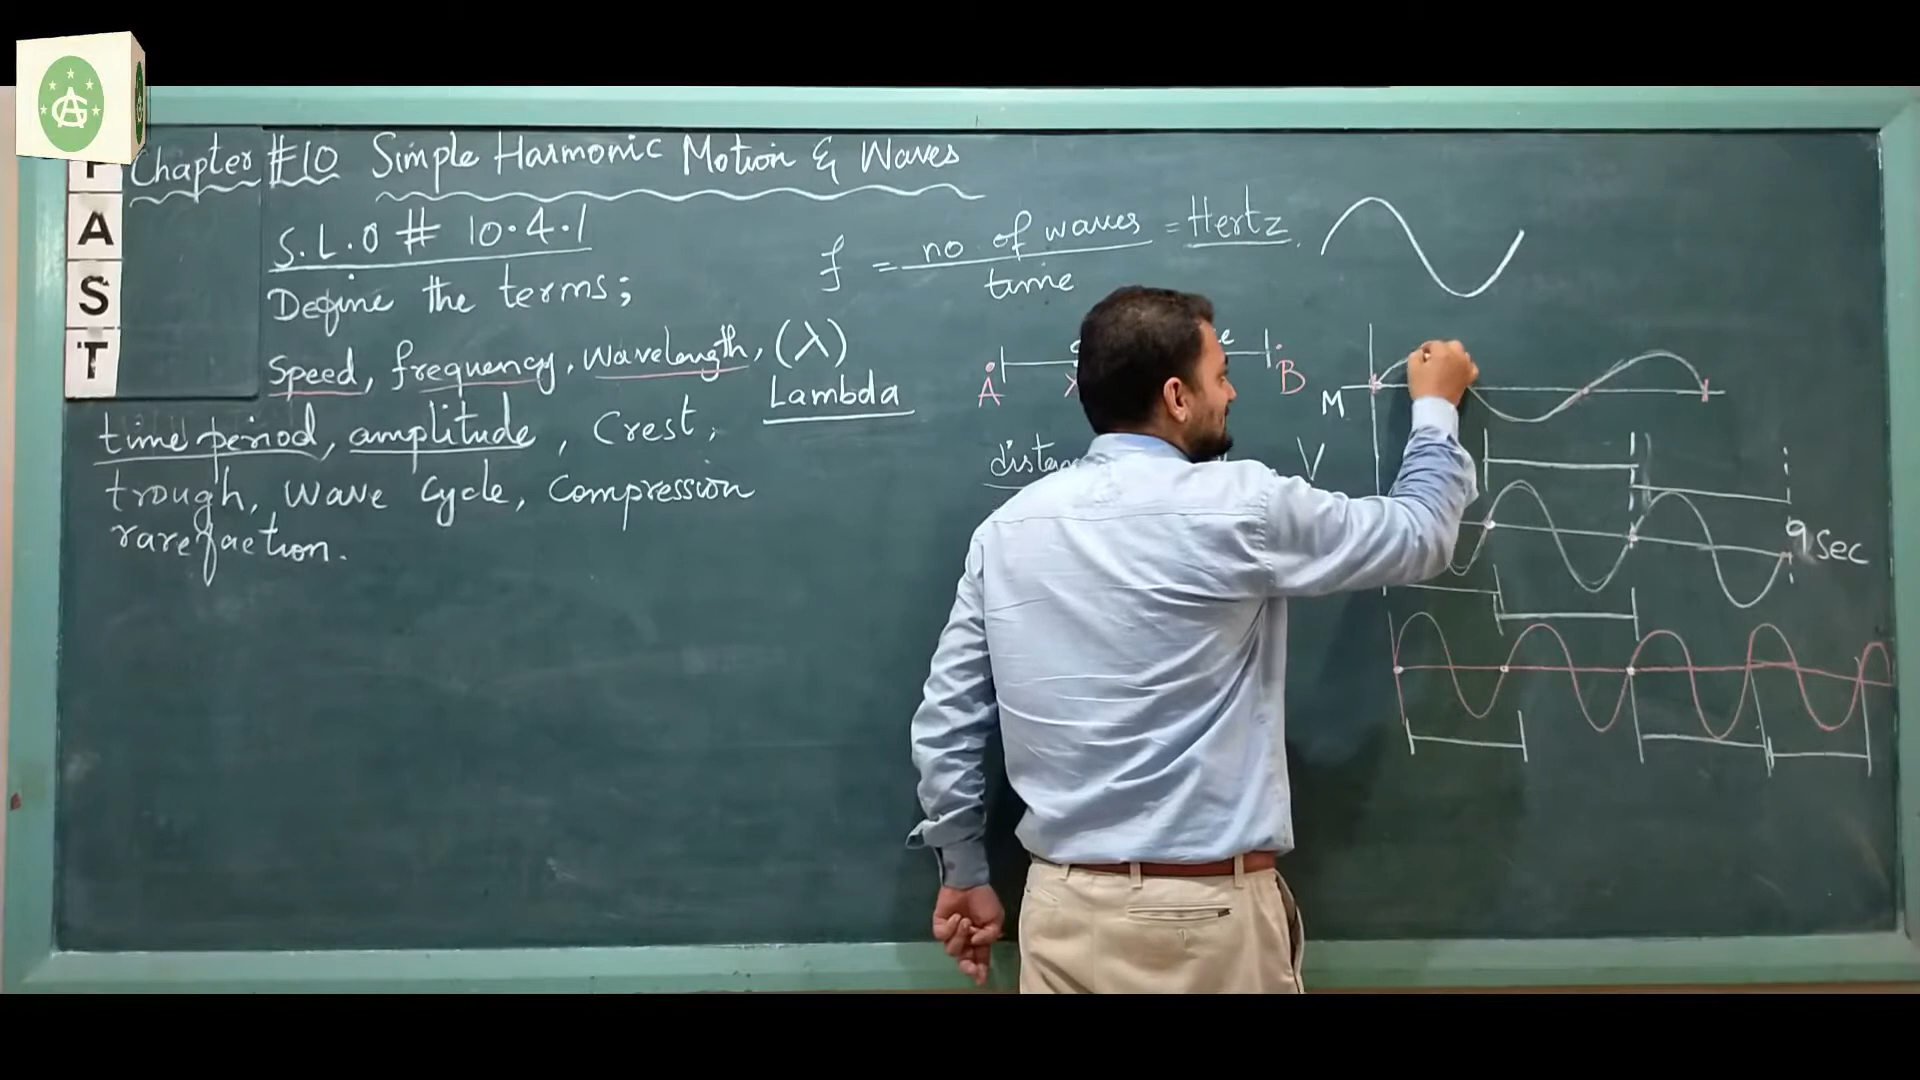 Chapter #10 Simple Harmonic Motion & Waves
S.L.O # 10.4.1
Define the terms;
Speed, frequency, wavelength, (λ)
Lambda
time period, amplitude, Crest,
trough, wave Cycle, Compression
rarefaction.
f = no. of waves / time = Hertz.
A
B
M
V
9 Sec
A
S
T